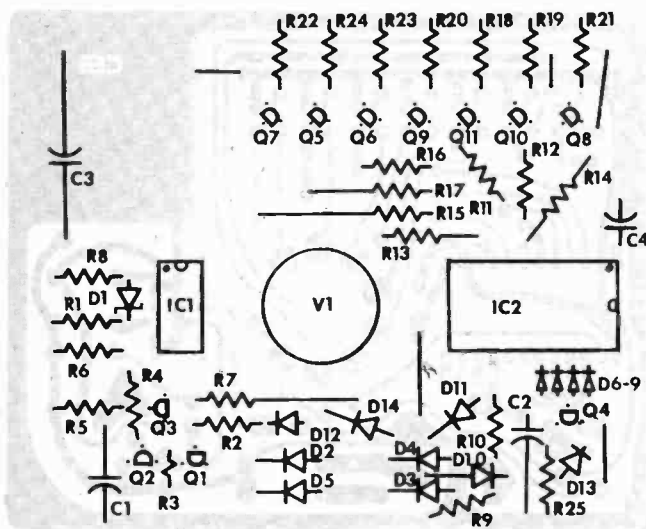 R22 R24 R23 R20 R18 R19 R21
Q7 Q5 Q6 Q9 Q11 Q10 Q8
R16 R12
R17 R11 R14
R15
C3
R13 C4
R8
D1
R1 IC1 V1 IC2
R6
R4 R7 D11 C2 D6-9
R5 Q3 R2 D12 D14 R10 Q4
D2 D4 D10
Q2 Q1 D5 D3 D13
C1 R3 R9 R25